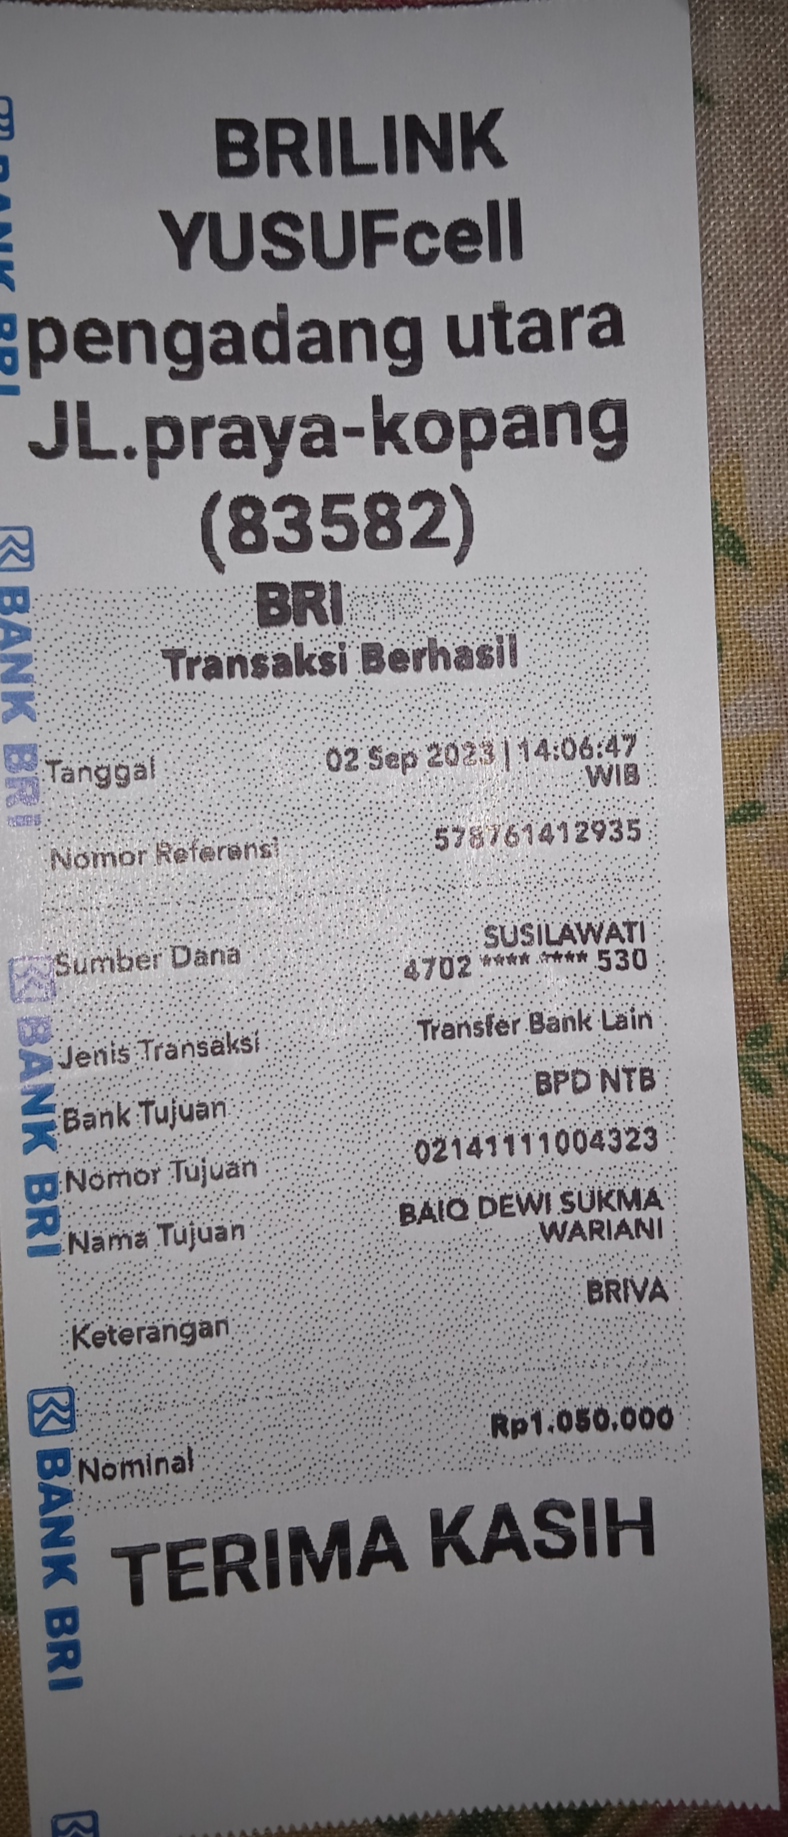 BRILINK
YUSUFcell
pengadang utara
JL.praya-kopang
(83582)
BRI
Transaksi Berhasil
Tanggal 02 Sep 2023 | 14:06:47
WIB
Nomor Referensi 578761412935
Sumber Dana SUSILAWATI
4702 **** **** 530
Jenis Transaksi Transfer Bank Lain
Bank Tujuan BPD NTB
Nomor Tujuan 02141111004323
Nama Tujuan BAIQ DEWI SUKMA
WARIANI
Keterangan BRIVA
Nominal Rp1.050.000
TERIMA KASIH
BANK BRI
BANK BRI
BANK BRI
BANK BRI